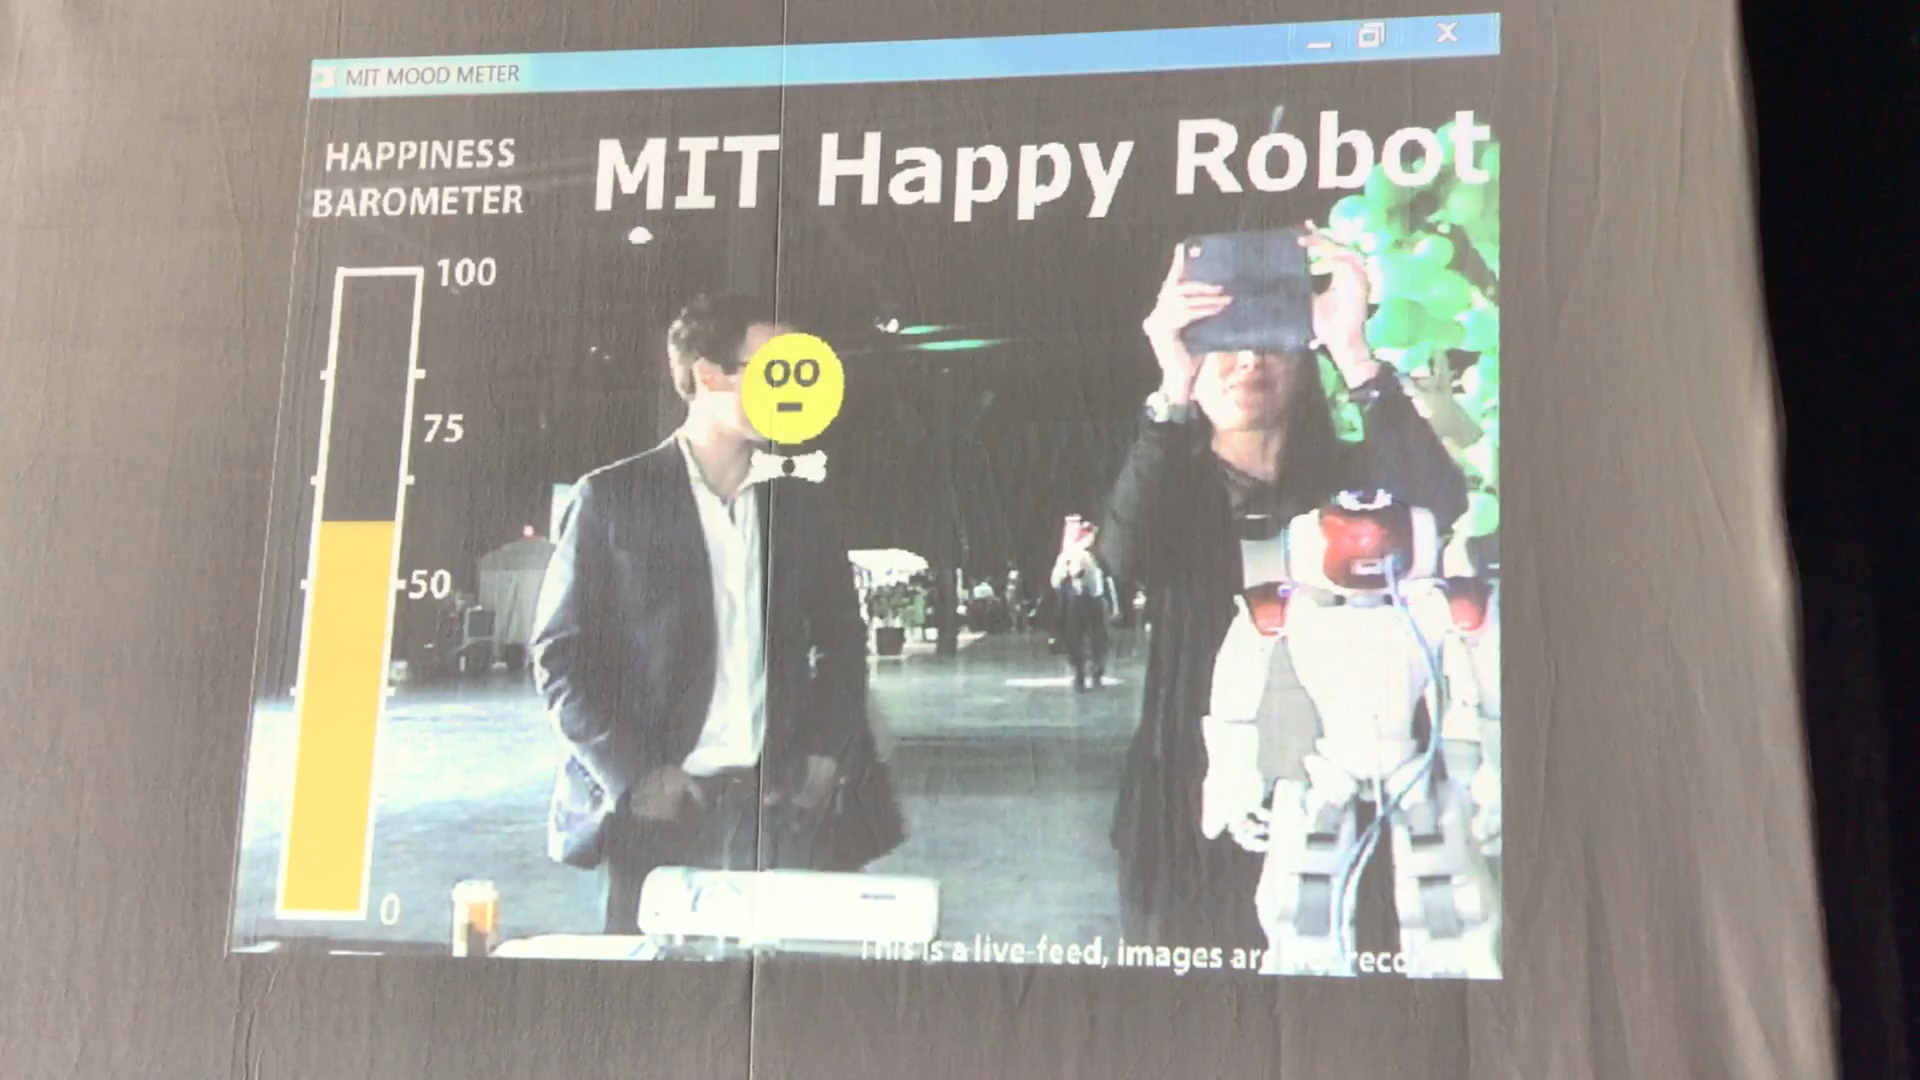 MIT MOOD METER
HAPPINESS
BAROMETER
MIT Happy Robot
100
75
50
0
This is a live-feed, images are